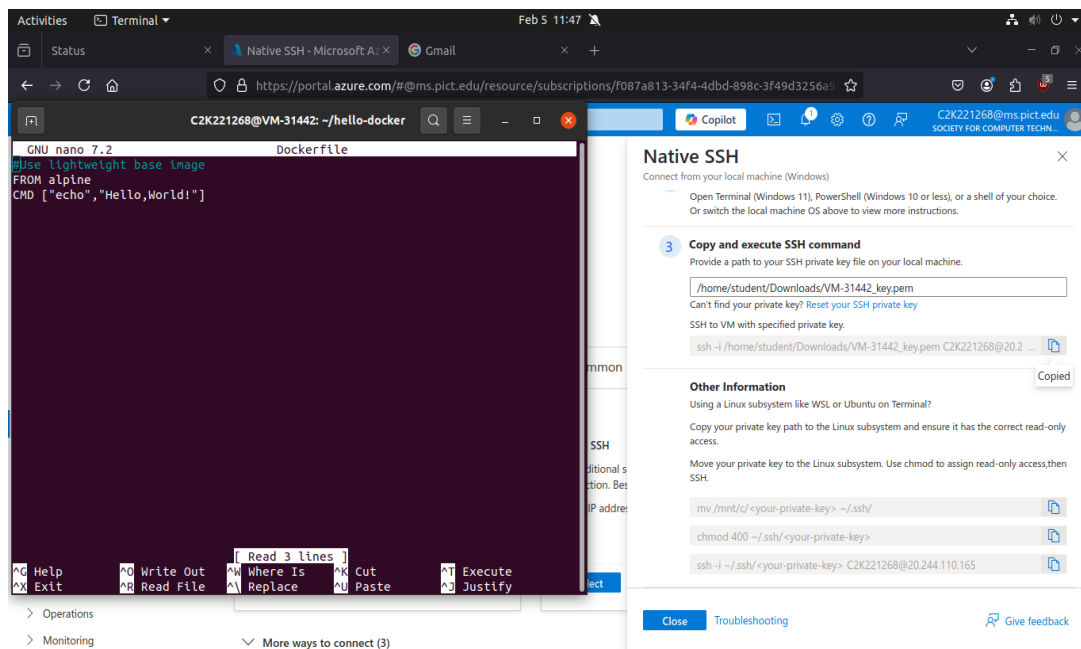 Activities
Terminal
Feb 5 11:47
Status
Native SSH - Microsoft Az
Gmail
https://portal.azure.com/#@ms.pict.edu/resource/subscriptions/f087a813-34f4-4dbd-898c-3f49d3256a9
5
C2K221268@VM-31442: ~/hello-docker
Copilot
1
C2K221268@ms.pict.edu
SOCIETY FOR COMPUTER TECHN...
GNU nano 7.2 Dockerfile
#Use lightweight base image
FROM alpine
CMD ["echo","Hello,World!"]
[ Read 3 lines ]
^G Help ^O Write Out ^W Where Is ^K Cut ^T Execute
^X Exit ^R Read File ^\ Replace ^U Paste ^J Justify
mmon
SSH
ditional s
ction. Bes
IP addres
ect
Operations
Monitoring
More ways to connect (3)
Native SSH
Connect from your local machine (Windows)
Open Terminal (Windows 11), PowerShell (Windows 10 or less), or a shell of your choice.
Or switch the local machine OS above to view more instructions.
3 Copy and execute SSH command
Provide a path to your SSH private key file on your local machine.
/home/student/Downloads/VM-31442_key.pem
Can't find your private key? Reset your SSH private key
SSH to VM with specified private key.
ssh -i /home/student/Downloads/VM-31442_key.pem C2K221268@20.2 ...
Copied
Other Information
Using a Linux subsystem like WSL or Ubuntu on Terminal?
Copy your private key path to the Linux subsystem and ensure it has the correct read-only
access.
Move your private key to the Linux subsystem. Use chmod to assign read-only access,then
SSH.
mv /mnt/c/<your-private-key> ~/.ssh/
chmod 400 ~/.ssh/<your-private-key>
ssh -i ~/.ssh/<your-private-key> C2K221268@20.244.110.165
Close
Troubleshooting
Give feedback